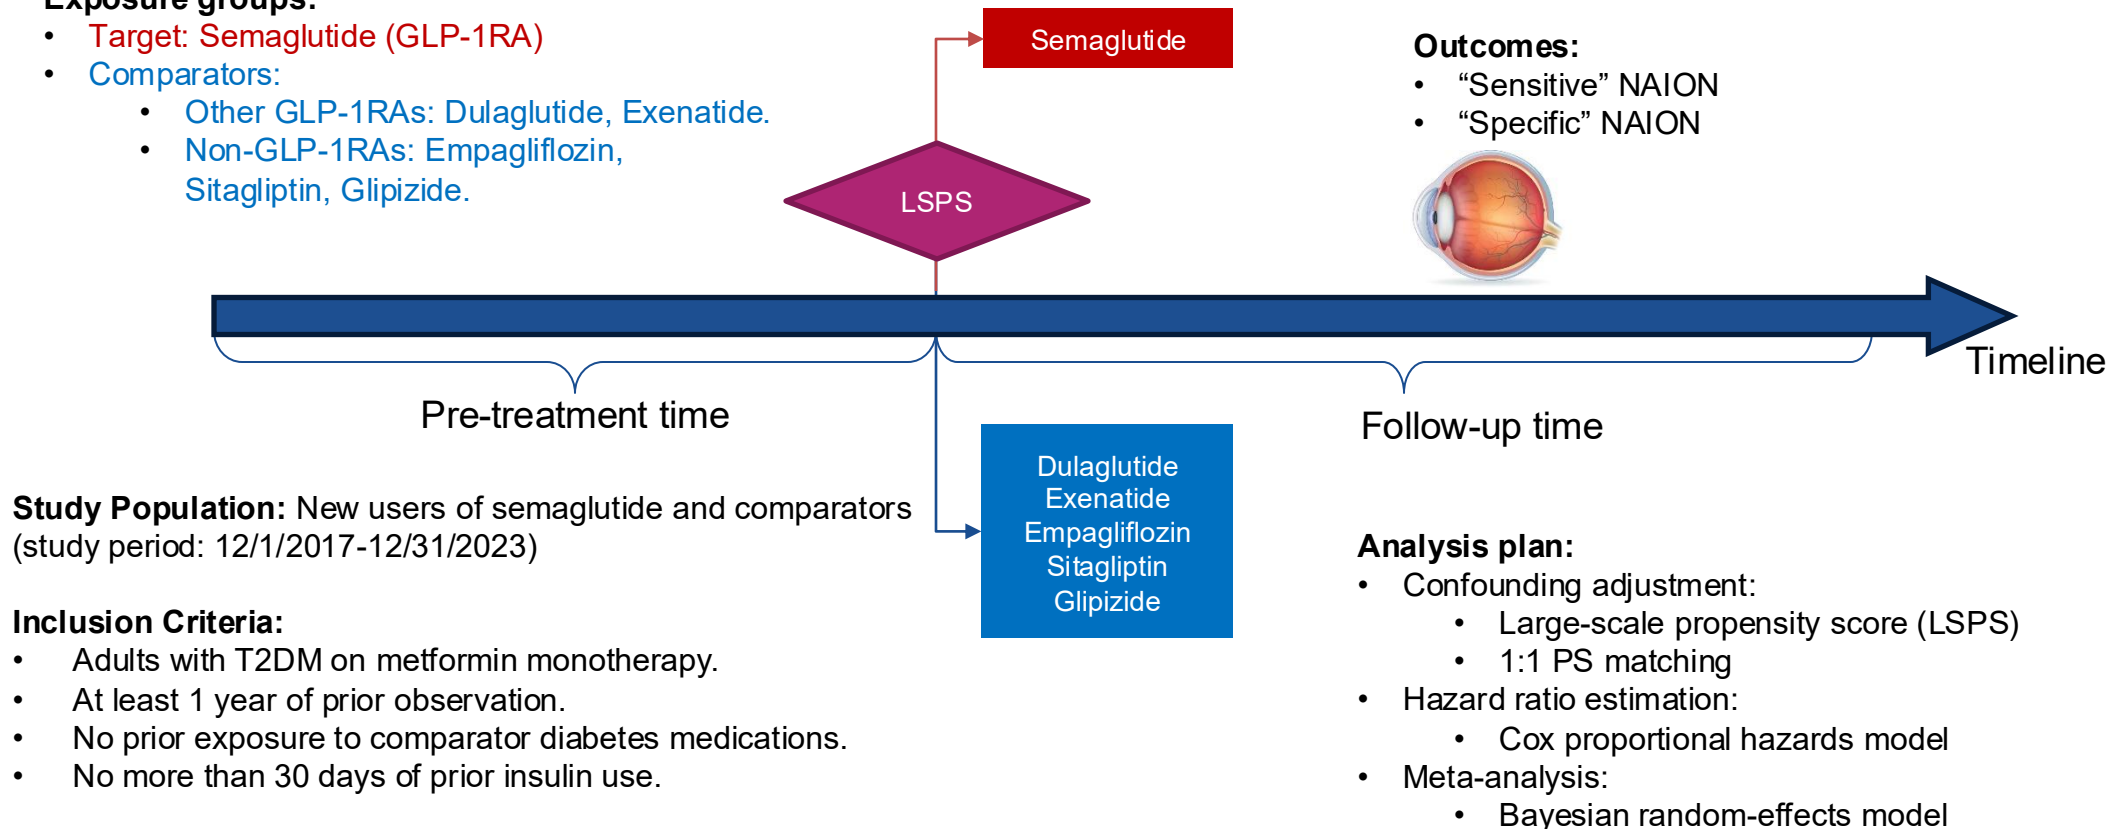 Exposure groups:
• Target: Semaglutide (GLP-1RA)
• Comparators:
• Other GLP-1RAs: Dulaglutide, Exenatide.
• Non-GLP-1RAs: Empagliflozin,
Sitagliptin, Glipizide.
Semaglutide
LSPS
Outcomes:
• “Sensitive” NAION
• “Specific” NAION
Timeline
Pre-treatment time
Follow-up time
Dulaglutide
Exenatide
Empagliflozin
Sitagliptin
Glipizide
Study Population: New users of semaglutide and comparators
(study period: 12/1/2017-12/31/2023)
Inclusion Criteria:
• Adults with T2DM on metformin monotherapy.
• At least 1 year of prior observation.
• No prior exposure to comparator diabetes medications.
• No more than 30 days of prior insulin use.
Analysis plan:
• Confounding adjustment:
• Large-scale propensity score (LSPS)
• 1:1 PS matching
• Hazard ratio estimation:
• Cox proportional hazards model
• Meta-analysis:
• Bayesian random-effects model